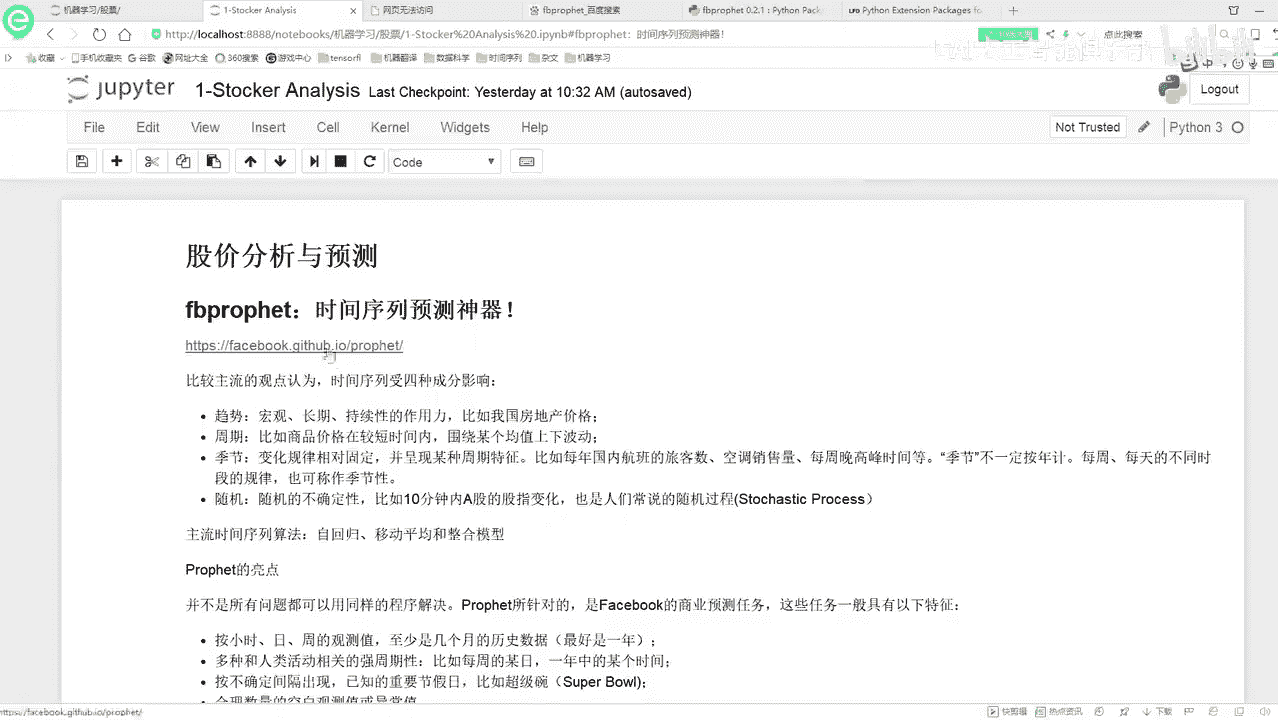 机器学习/股票/
1-Stocker Analysis
网页无法访问
fbprophet_百度搜索
fbprophet 0.2.1 : Python Pack
Python Extension Packages fo
http://localhost:8888/notebooks/机器学习/股票/1-Stocker%20Analysis%20.ipynb#fbprophet：时间序列预测神器！
点此搜索
收藏 手机收藏夹 谷歌 网址大全 360搜索 游戏中心 tensorfl 机器翻译 数据科学 时间序列 杂文 机器学习
jupyter 1-Stocker Analysis Last Checkpoint: Yesterday at 10:32 AM (autosaved)
Logout
File Edit View Insert Cell Kernel Widgets Help
Not Trusted
Python 3
Code
股价分析与预测
fbprophet：时间序列预测神器！
https://facebook.github.io/prophet/
比较主流的观点认为，时间序列受四种成分影响：
趋势：宏观、长期、持续性的作用力，比如我国房地产价格；
周期：比如商品价格在较短时间内，围绕某个均值上下波动；
季节：变化规律相对固定，并呈现某种周期特征。比如每年国内航班的旅客数、空调销售量、每周晚高峰时间等。“季节”不一定按年计。每周、每天的不同时
段的规律，也可称作季节性。
随机：随机的不确定性，比如10分钟内A股的股指变化，也是人们常说的随机过程(Stochastic Process）
主流时间序列算法：自回归、移动平均和整合模型
Prophet的亮点
并不是所有问题都可以用同样的程序解决。Prophet所针对的，是Facebook的商业预测任务，这些任务一般具有以下特征：
按小时、日、周的观测值，至少是几个月的历史数据（最好是一年）；
多种和人类活动相关的强周期性：比如每周的某日，一年中的某个时间；
按不确定间隔出现，已知的重要节假日，比如超级碗（Super Bowl);
合理数量的空白观测值或异常值
https://facebook.github.io/prophet/
快剪辑 热点资讯 下载